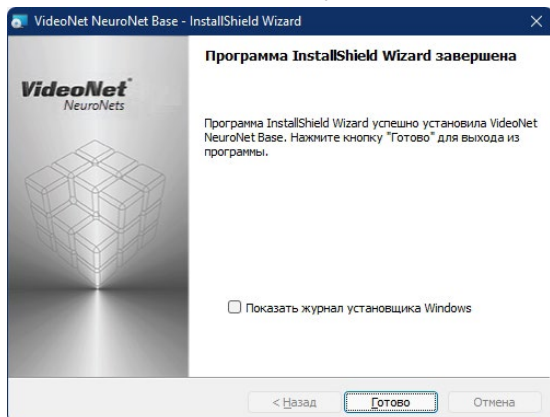 VideoNet NeuroNet Base - InstallShield Wizard
Программа InstallShield Wizard завершена
VideoNet
NeuroNets
Программа InstallShield Wizard успешно установила VideoNet
NeuroNet Base. Нажмите кнопку "Готово" для выхода из
программы.
Показать журнал установщика Windows
< Назад
Готово
Отмена